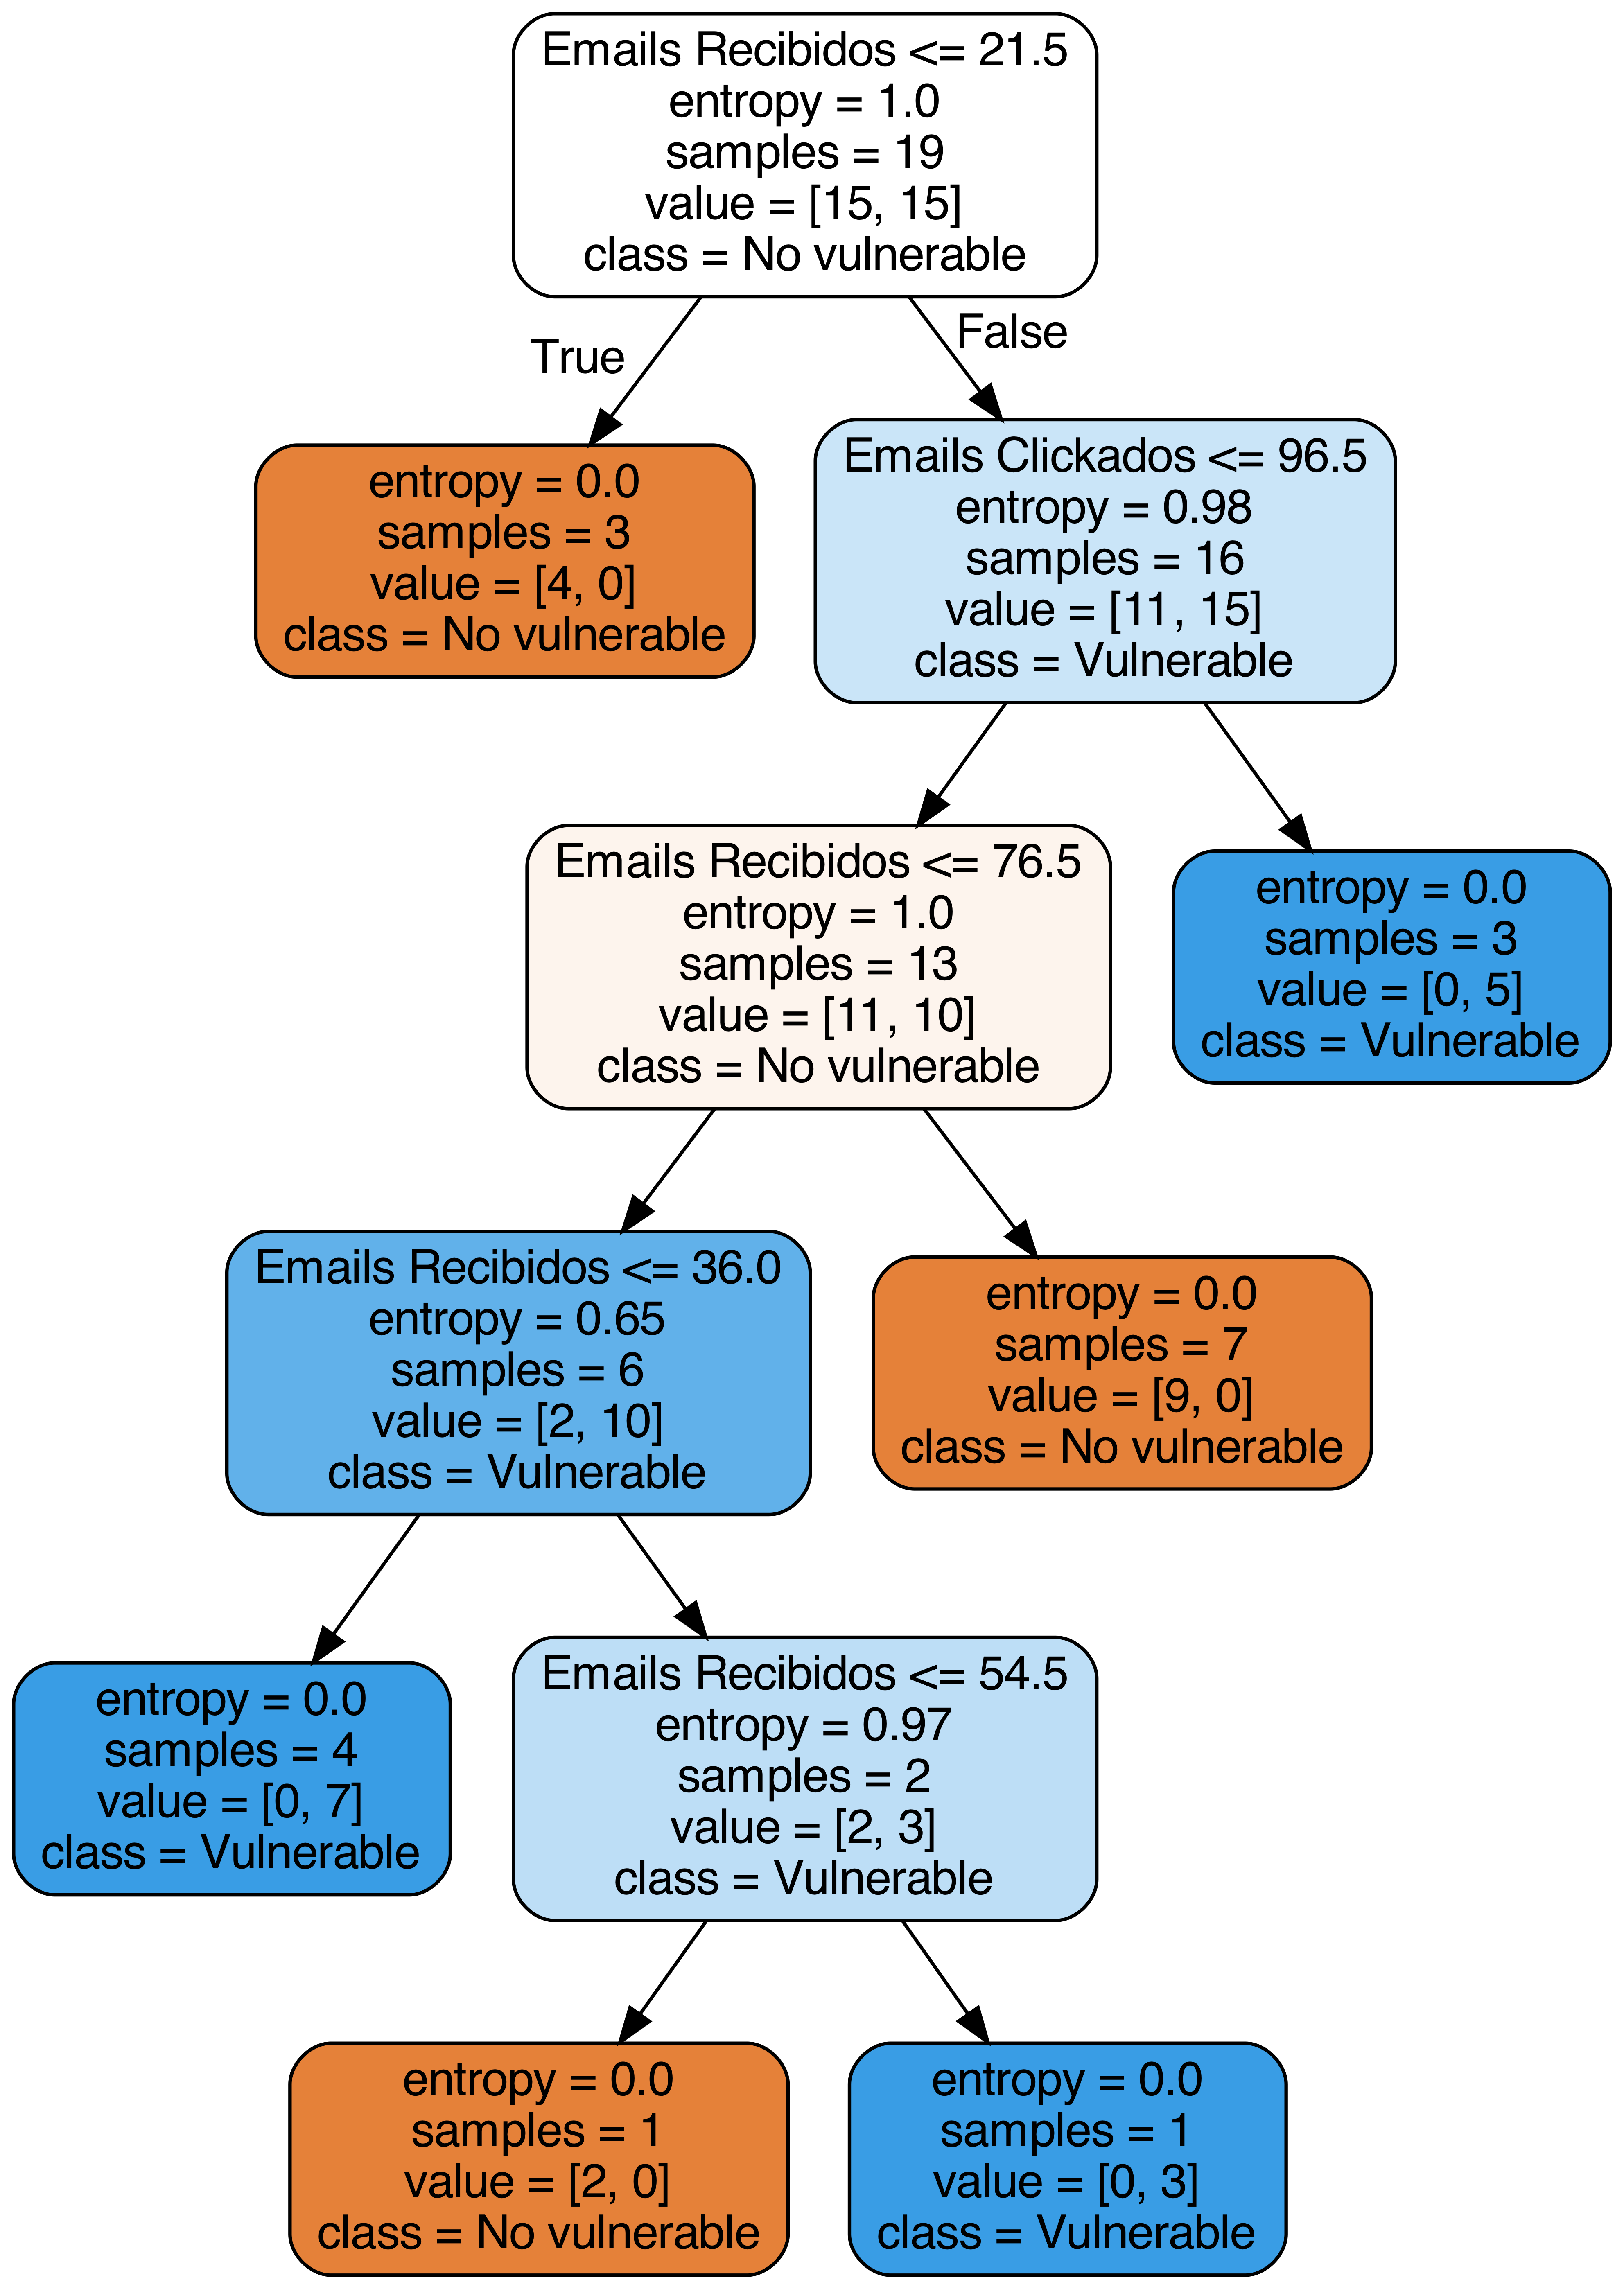 Emails Recibidos <= 21.5
entropy = 1.0
samples = 19
value = [15, 15]
class = No vulnerable
True
False
entropy = 0.0
samples = 3
value = [4, 0]
class = No vulnerable
Emails Clickados <= 96.5
entropy = 0.98
samples = 16
value = [11, 15]
class = Vulnerable
Emails Recibidos <= 76.5
entropy = 1.0
samples = 13
value = [11, 10]
class = No vulnerable
entropy = 0.0
samples = 3
value = [0, 5]
class = Vulnerable
Emails Recibidos <= 36.0
entropy = 0.65
samples = 6
value = [2, 10]
class = Vulnerable
entropy = 0.0
samples = 7
value = [9, 0]
class = No vulnerable
entropy = 0.0
samples = 4
value = [0, 7]
class = Vulnerable
Emails Recibidos <= 54.5
entropy = 0.97
samples = 2
value = [2, 3]
class = Vulnerable
entropy = 0.0
samples = 1
value = [2, 0]
class = No vulnerable
entropy = 0.0
samples = 1
value = [0, 3]
class = Vulnerable